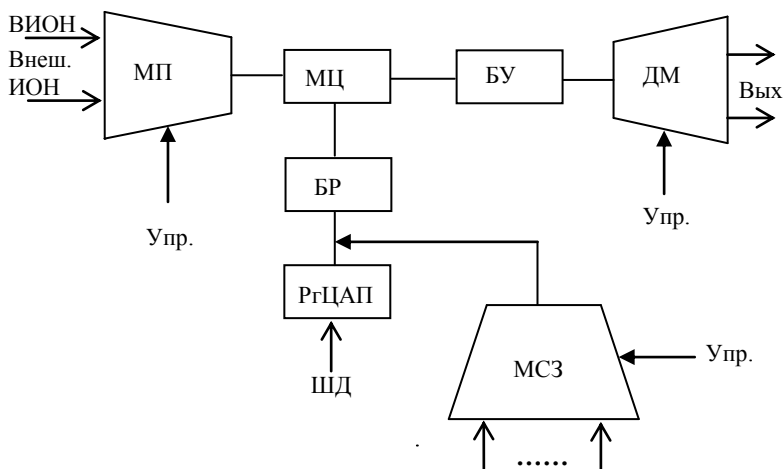 ВИОН
Внеш.
ИОН
МП
МЦ
БУ
ДМ
Вых
БР
Упр.
Упр.
РгЦАП
ШД
МСЗ
Упр.
. ......